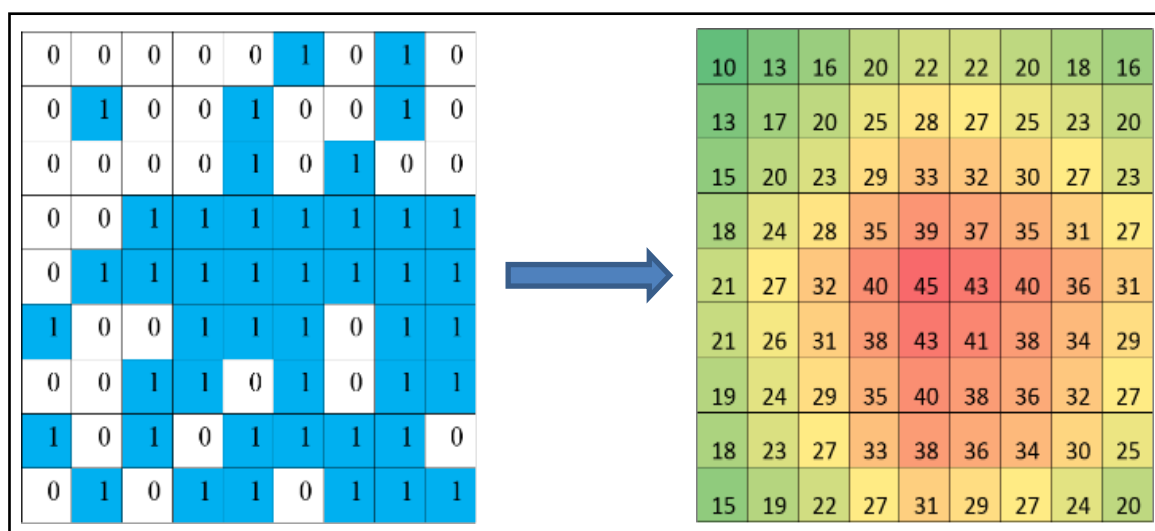 0 0 0 0 0 1 0 1 0
0 1 0 0 1 0 0 1 0
0 0 0 0 1 0 1 0 0
0 0 1 1 1 1 1 1 1
0 1 1 1 1 1 1 1 1
1 0 0 1 1 1 0 1 1
0 0 1 1 0 1 0 1 1
1 0 1 0 1 1 1 1 0
0 1 0 1 1 0 1 1 1
10 13 16 20 22 22 20 18 16
13 17 20 25 28 27 25 23 20
15 20 23 29 33 32 30 27 23
18 24 28 35 39 37 35 31 27
21 27 32 40 45 43 40 36 31
21 26 31 38 43 41 38 34 29
19 24 29 35 40 38 36 32 27
18 23 27 33 38 36 34 30 25
15 19 22 27 31 29 27 24 20